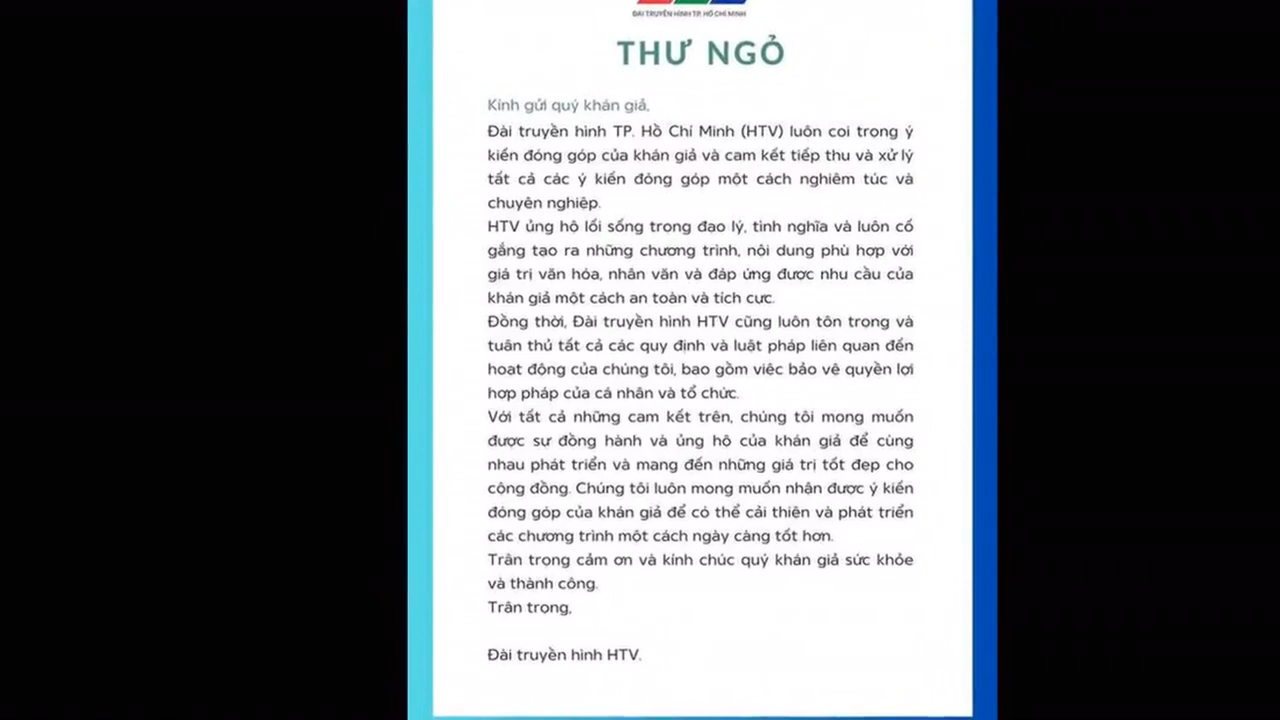 ĐÀI TRUYỀN HÌNH TP. HỒ CHÍ MINH
THƯ NGỎ
Kính gửi quý khán giả,
Đài truyền hình TP. Hồ Chí Minh (HTV) luôn coi trọng ý
kiến đóng góp của khán giả và cam kết tiếp thu và xử lý
tất cả các ý kiến đóng góp một cách nghiêm túc và
chuyên nghiệp.
HTV ủng hộ lối sống trọng đạo lý, tình nghĩa và luôn cố
gắng tạo ra những chương trình, nội dung phù hợp với
giá trị văn hóa, nhân văn và đáp ứng được nhu cầu của
khán giả một cách an toàn và tích cực.
Đồng thời, Đài truyền hình HTV cũng luôn tôn trọng và
tuân thủ tất cả các quy định và luật pháp liên quan đến
hoạt động của chúng tôi, bao gồm việc bảo vệ quyền lợi
hợp pháp của cá nhân và tổ chức.
Với tất cả những cam kết trên, chúng tôi mong muốn
được sự đồng hành và ủng hộ của khán giả để cùng
nhau phát triển và mang đến những giá trị tốt đẹp cho
cộng đồng. Chúng tôi luôn mong muốn nhận được ý kiến
đóng góp của khán giả để có thể cải thiện và phát triển
các chương trình một cách ngày càng tốt hơn.
Trân trọng cảm ơn và kính chúc quý khán giả sức khỏe
và thành công.
Trân trọng,
Đài truyền hình HTV.